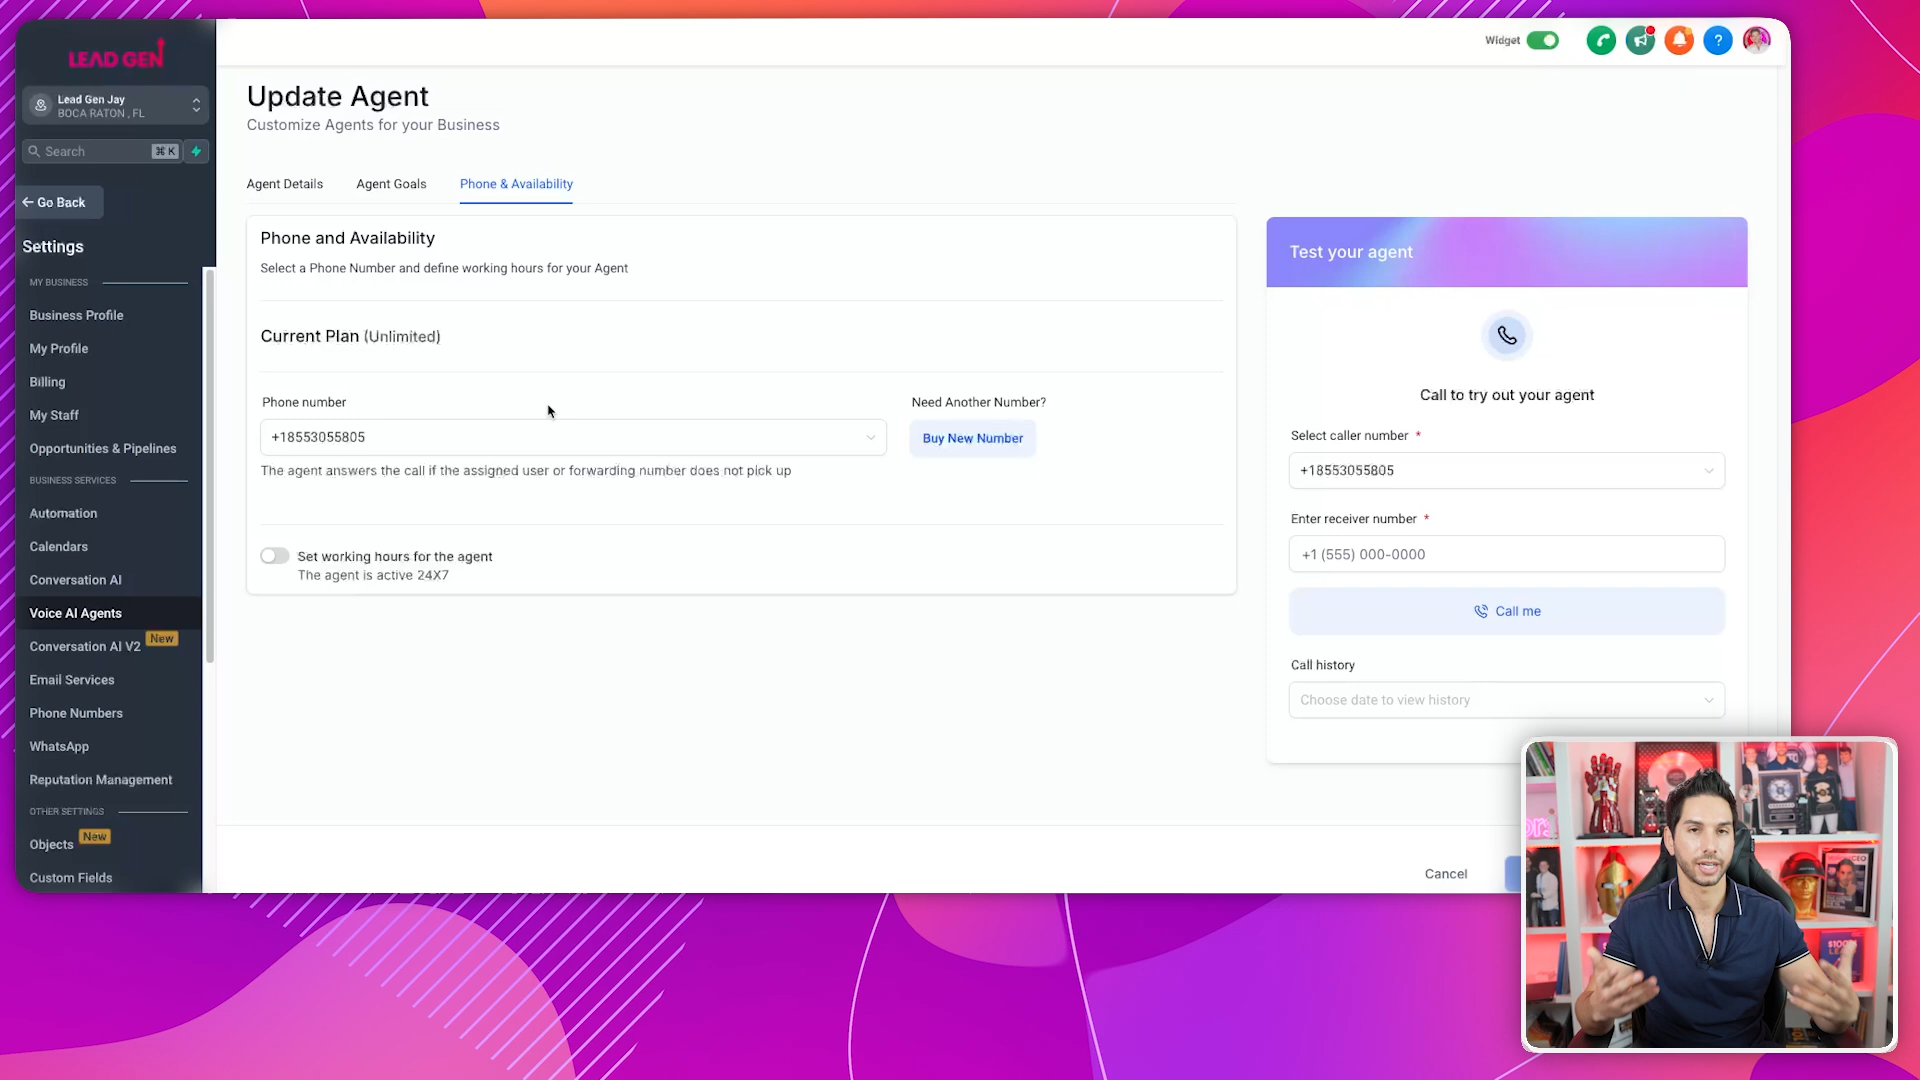 LEAD GEN
Lead Gen Jay
BOCA RATON , FL
Search
⌘ K
← Go Back
Settings
MY BUSINESS
Business Profile
My Profile
Billing
My Staff
Opportunities & Pipelines
BUSINESS SERVICES
Automation
Calendars
Conversation AI
Voice AI Agents
Conversation AI V2 New
Email Services
Phone Numbers
WhatsApp
Reputation Management
OTHER SETTINGS
Objects New
Custom Fields
Widget
?
Update Agent
Customize Agents for your Business
Agent Details
Agent Goals
Phone & Availability
Phone and Availability
Select a Phone Number and define working hours for your Agent
Current Plan (Unlimited)
Phone number
+18553055805
The agent answers the call if the assigned user or forwarding number does not pick up
Need Another Number?
Buy New Number
Set working hours for the agent
The agent is active 24X7
Test your agent
Call to try out your agent
Select caller number *
+18553055805
Enter receiver number *
+1 (555) 000-0000
Call me
Call history
Choose date to view history
Cancel